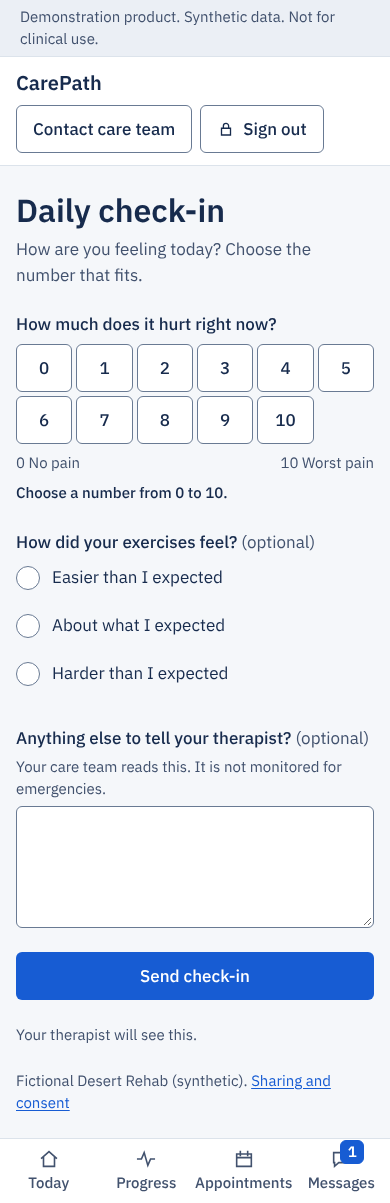 Demonstration product. Synthetic data. Not for
clinical use.
CarePath
Contact care team
Sign out
Daily check-in
How are you feeling today? Choose the
number that fits.
How much does it hurt right now?
0 1 2 3 4 5
6 7 8 9 10
0 No pain 10 Worst pain
Choose a number from 0 to 10.
How did your exercises feel? (optional)
Easier than I expected
About what I expected
Harder than I expected
Anything else to tell your therapist? (optional)
Your care team reads this. It is not monitored for
emergencies.
Send check-in
Your therapist will see this.
Fictional Desert Rehab (synthetic). Sharing and
consent
1
Today Progress Appointments Messages